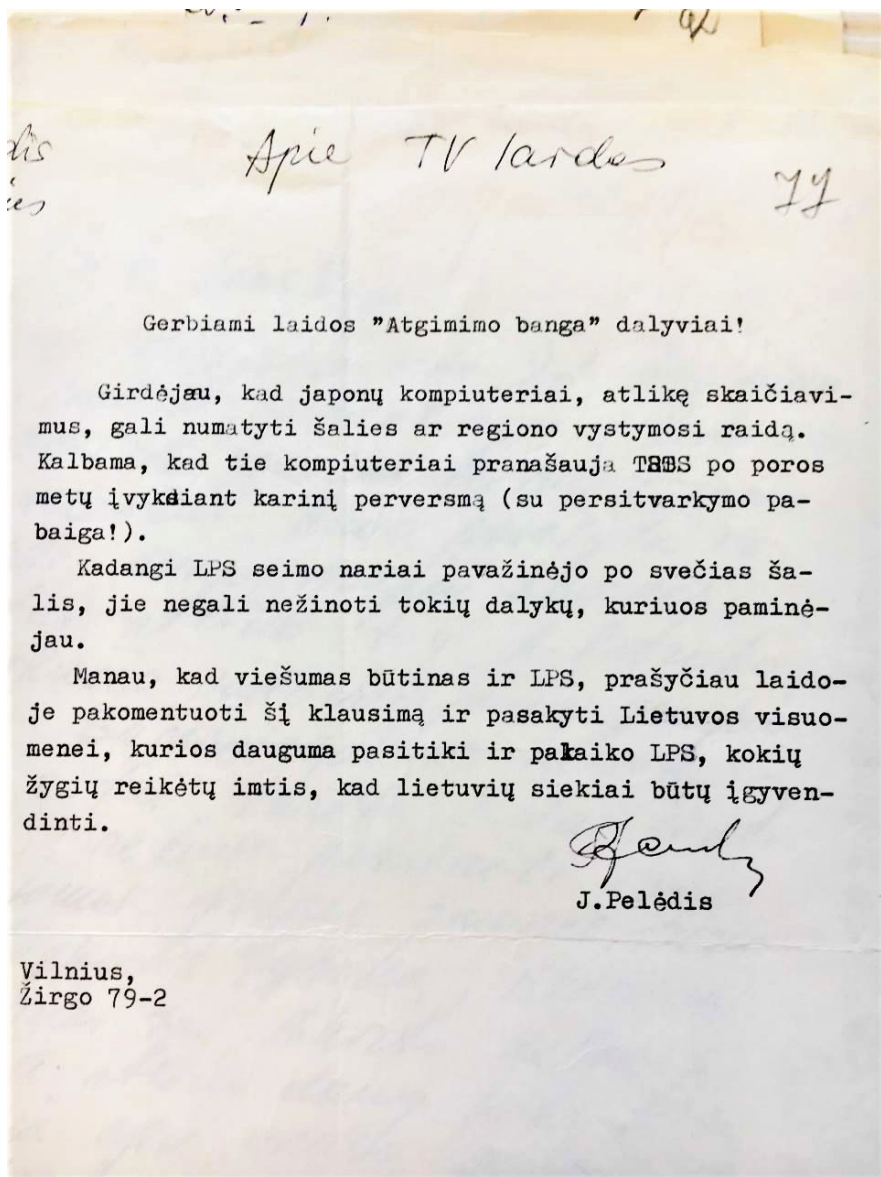 Apie TV laidas
77
Gerbiami laidos "Atgimimo banga" dalyviai!
Girdėjau, kad japonų kompiuteriai, atlikę skaičiavi-
mus, gali numatyti šalies ar regiono vystymosi raidą.
Kalbama, kad tie kompiuteriai pranašauja TSRS po poros
metų įvyksiant karinį perversmą (su persitvarkymo pa-
baiga!).
Kadangi LPS seimo nariai pavažinėjo po svečias ša-
lis, jie negali nežinoti tokių dalykų, kuriuos paminė-
jau.
Manau, kad viešumas būtinas ir LPS, prašyčiau laido-
je pakomentuoti šį klausimą ir pasakyti Lietuvos visuo-
menei, kurios dauguma pasitiki ir palaiko LPS, kokių
žygių reikėtų imtis, kad lietuvių siekiai būtų įgyven-
dinti.
J.Pelėdis
Vilnius,
Žirgo 79-2